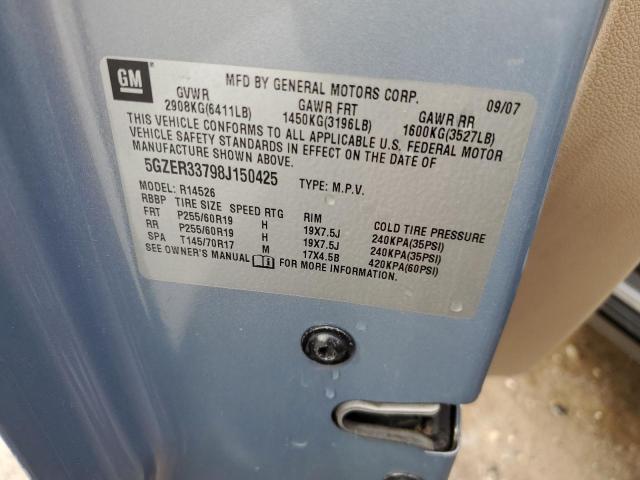 GM
MFD BY GENERAL MOTORS CORP. 09/07
GVWR GAWR FRT GAWR RR
2908KG(6411LB) 1450KG(3196LB) 1600KG(3527LB)
THIS VEHICLE CONFORMS TO ALL APPLICABLE U.S. FEDERAL MOTOR
VEHICLE SAFETY STANDARDS IN EFFECT ON THE DATE OF
MANUFACTURE SHOWN ABOVE.
5GZER33798J150425 TYPE: M.P.V.
MODEL: R14526
RBBP TIRE SIZE SPEED RTG RIM COLD TIRE PRESSURE
FRT P255/60R19 H 19X7.5J 240KPA(35PSI)
RR P255/60R19 H 19X7.5J 240KPA(35PSI)
SPA T145/70R17 M 17X4.5B 420KPA(60PSI)
SEE OWNER'S MANUAL FOR MORE INFORMATION.